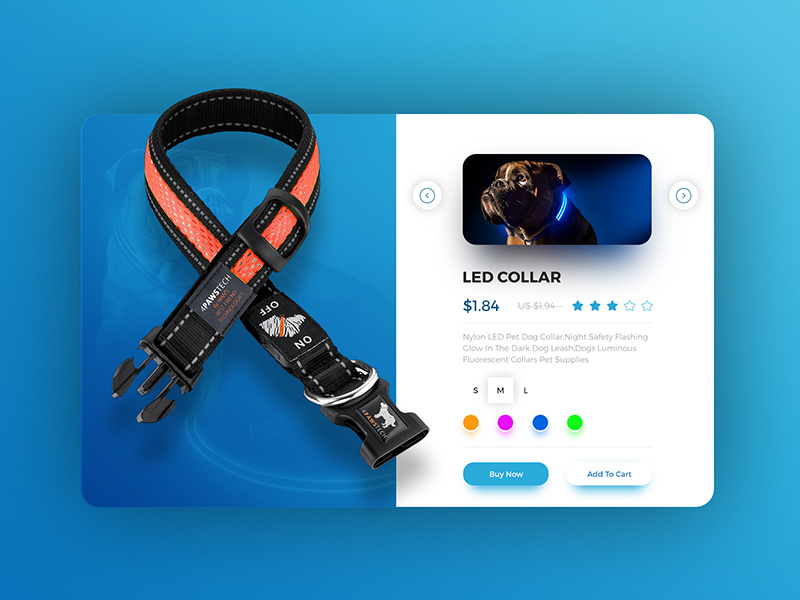 4PAWSTECH
OFF
NO
4PAWSTECH
LED COLLAR
$1.84
US $1.94
Nylon LED Pet Dog Collar,Night Safety Flashing
Glow In The Dark Dog Leash,Dogs Luminous
Fluorescent Collars Pet Supplies
S M L
Buy Now
Add To Cart